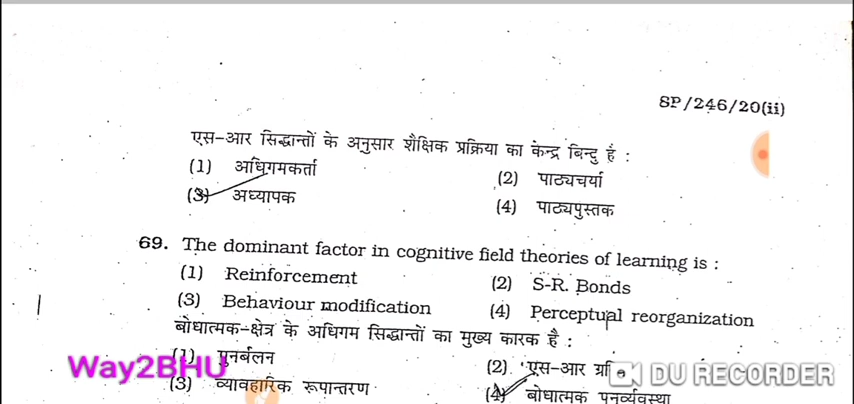 SP/246/20(ii)
एस-आर सिद्धान्तों के अनुसार शैक्षिक प्रक्रिया का केन्द्र बिन्दु है :
(1) अधिगमकर्ता (2) पाठ्यचर्या
(3) अध्यापक (4) पाठ्यपुस्तक
69. The dominant factor in cognitive field theories of learning is :
(1) Reinforcement (2) S-R. Bonds
(3) Behaviour modification (4) Perceptual reorganization
बोधात्मक-क्षेत्र के अधिगम सिद्धान्तों का मुख्य कारक है :
(1) पुनर्बलन (2) एस-आर
(3) व्यावहारिक रूपान्तरण (4) बोधात्मक पुनर्व्यवस्था
Way2BHU
DU RECORDER